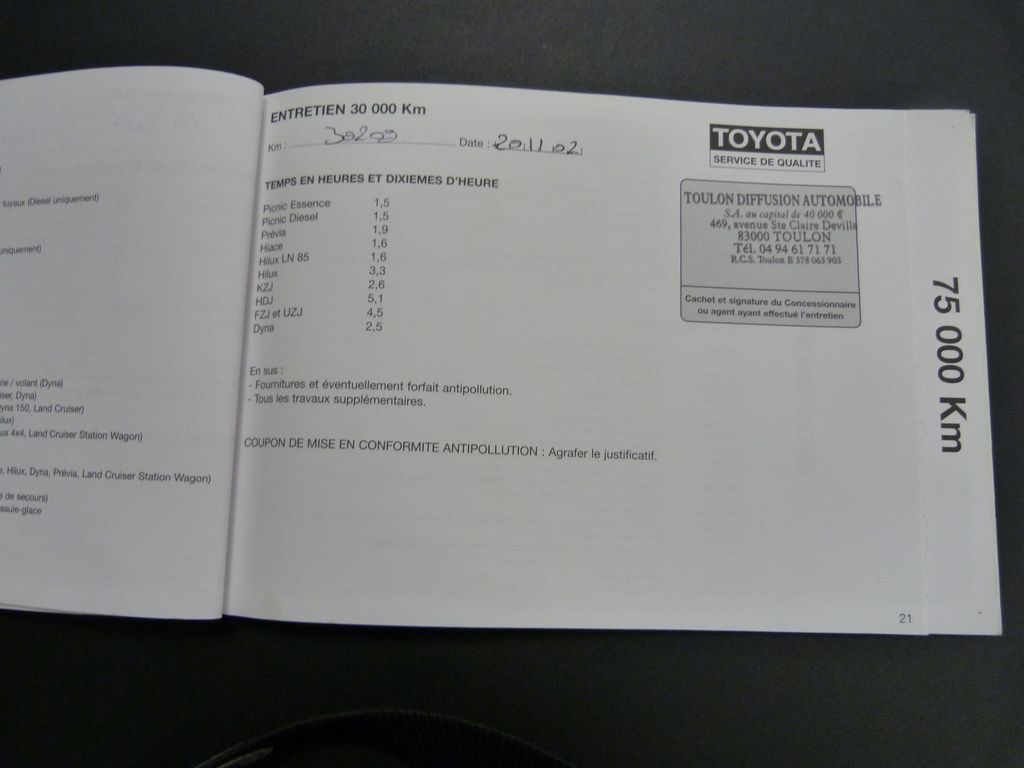 tuyaux (Diesel uniquement)
uniquement)
rie / volant (Dyna)
iser, Dyna)
yna 150, Land Cruiser)
ilux)
ux 4x4, Land Cruiser Station Wagon)
e, Hilux, Dyna, Prévia, Land Cruiser Station Wagon)
e de secours)
ssuie-glace
ENTRETIEN 30 000 Km
Km : 30203 Date : 20.11.02
TEMPS EN HEURES ET DIXIEMES D'HEURE
Picnic Essence 1,5
Picnic Diesel 1,5
Prévia 1,9
Hiace 1,6
Hilux LN 85 1,6
Hilux 3,3
KZJ 2,6
HDJ 5,1
FZJ et UZJ 4,5
Dyna 2,5
En sus :
- Fournitures et éventuellement forfait antipollution.
- Tous les travaux supplémentaires.
COUPON DE MISE EN CONFORMITE ANTIPOLLUTION : Agrafer le justificatif.
TOYOTA
SERVICE DE QUALITE
TOULON DIFFUSION AUTOMOBILE
S.A. au capital de 40 000 €
469, avenue Ste Claire Deville
83000 TOULON
Tél. 04 94 61 71 71
R.C.S. Toulon B 378 063 903
Cachet et signature du Concessionnaire
ou agent ayant effectué l'entretien
75 000 Km
21